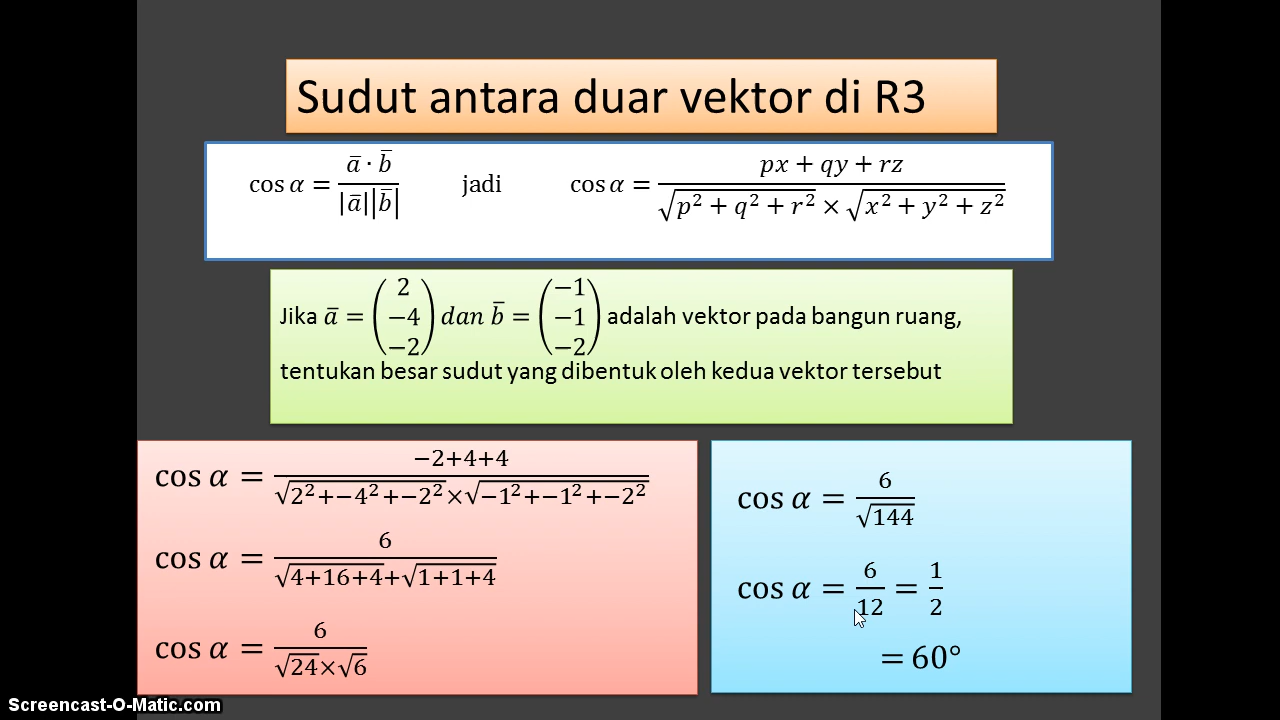 Sudut antara duar vektor di R3
cos α = (a̅ · b̅)/(|a̅||b̅|) jadi cos α = (px + qy + rz)/(√(p² + q² + r²) × √(x² + y² + z²))
Jika a̅ = (2 −4 −2) dan b̅ = (−1 −1 −2) adalah vektor pada bangun ruang,
tentukan besar sudut yang dibentuk oleh kedua vektor tersebut
cos α = (−2+4+4)/(√(2²+−4²+−2²)×√(−1²+−1²+−2²))
cos α = 6/(√(4+16+4)+√(1+1+4))
cos α = 6/(√24×√6)
cos α = 6/√144
cos α = 6/12 = 1/2
= 60°
Screencast-O-Matic.com